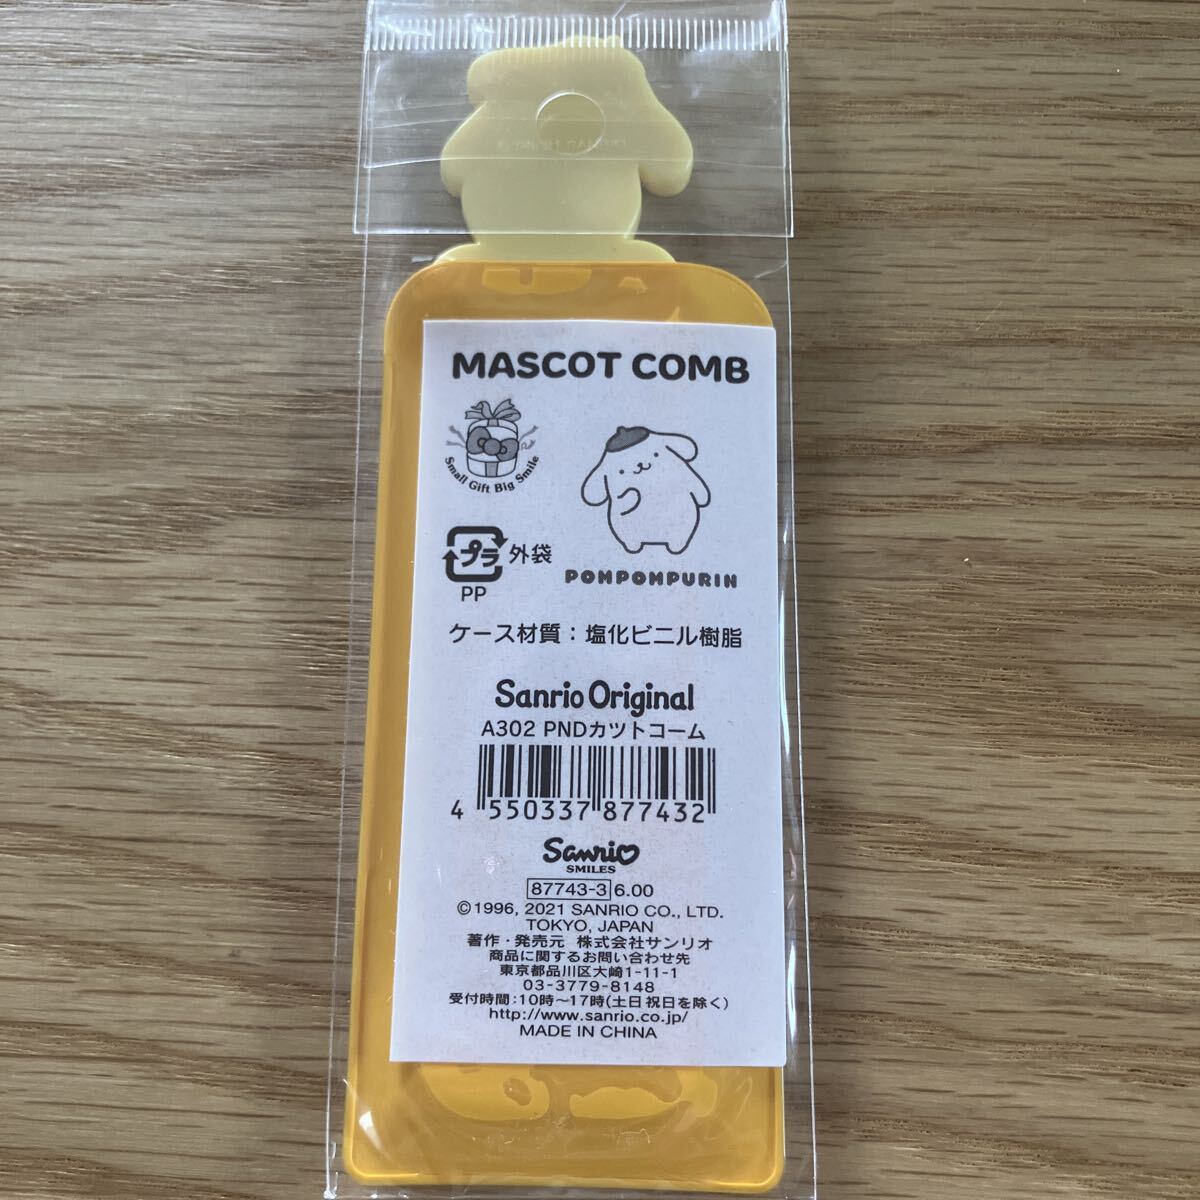 MASCOT COMB
Small Gift Big Smile
プラ 外袋
PP
POMPOMPURIN
ケース材質：塩化ビニル樹脂
Sanrio Original
A302 PNDカツトコーム
4 550337 877432
Sanrio
SMILES
87743-3 6.00
©1996, 2021 SANRIO CO., LTD.
TOKYO, JAPAN
著作・発売元 株式会社サンリオ
商品に関するお問い合わせ先
東京都品川区大崎1-11-1
03-3779-8148
受付時間：10時～17時(土日祝日を除く)
http://www.sanrio.co.jp/
MADE IN CHINA